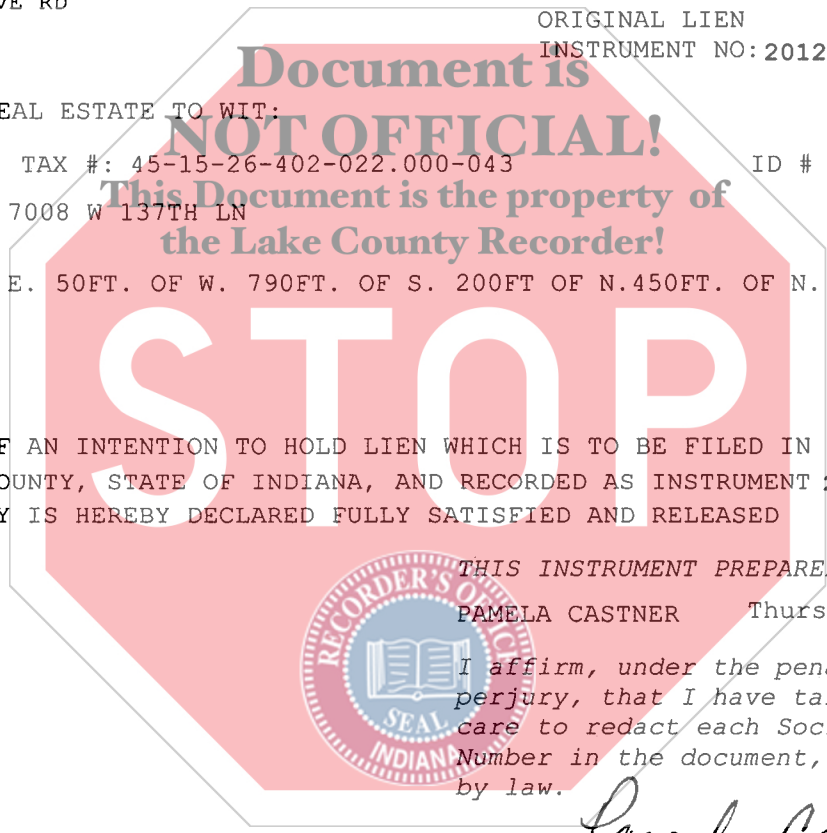 VE RD
ORIGINAL LIEN
INSTRUMENT NO: 2012
Document is
EAL ESTATE TO WIT:
NOT OFFICIAL!
TAX #: 45-15-26-402-022.000-043 ID #
This Document is the property of
7008 W 137TH LN
the Lake County Recorder!
E. 50FT. OF W. 790FT. OF S. 200FT OF N.450FT. OF N.
STOP
F AN INTENTION TO HOLD LIEN WHICH IS TO BE FILED IN
OUNTY, STATE OF INDIANA, AND RECORDED AS INSTRUMENT
Y IS HEREBY DECLARED FULLY SATISFIED AND RELEASED
THIS INSTRUMENT PREPARE
PAMELA CASTNER Thurs
RECORDER'S OFFICE
SEAL
INDIANA
I affirm, under the pena
perjury, that I have ta
care to redact each Soc
Number in the document,
by law.